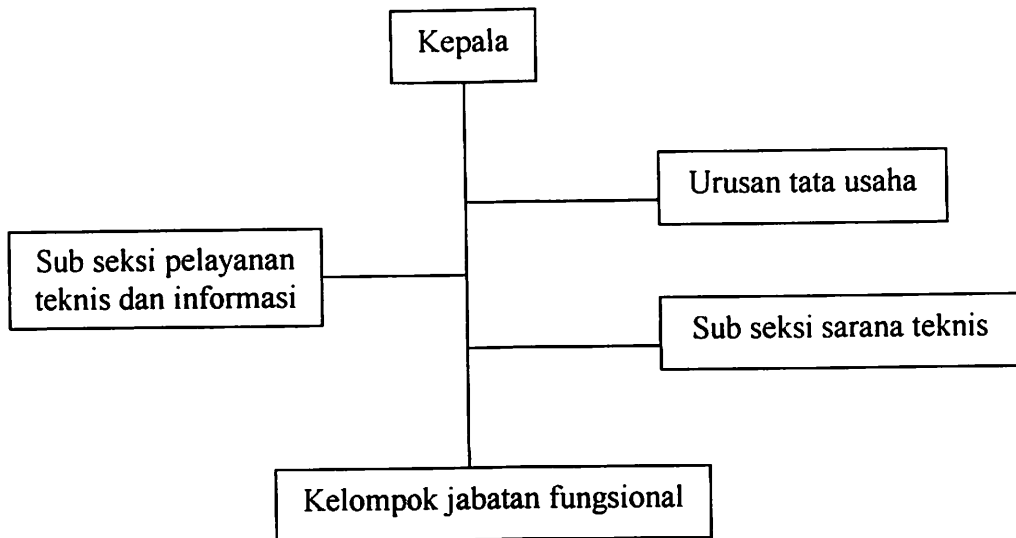 Kepala
Urusan tata usaha
Sub seksi pelayanan
teknis dan informasi
Sub seksi sarana teknis
Kelompok jabatan fungsional